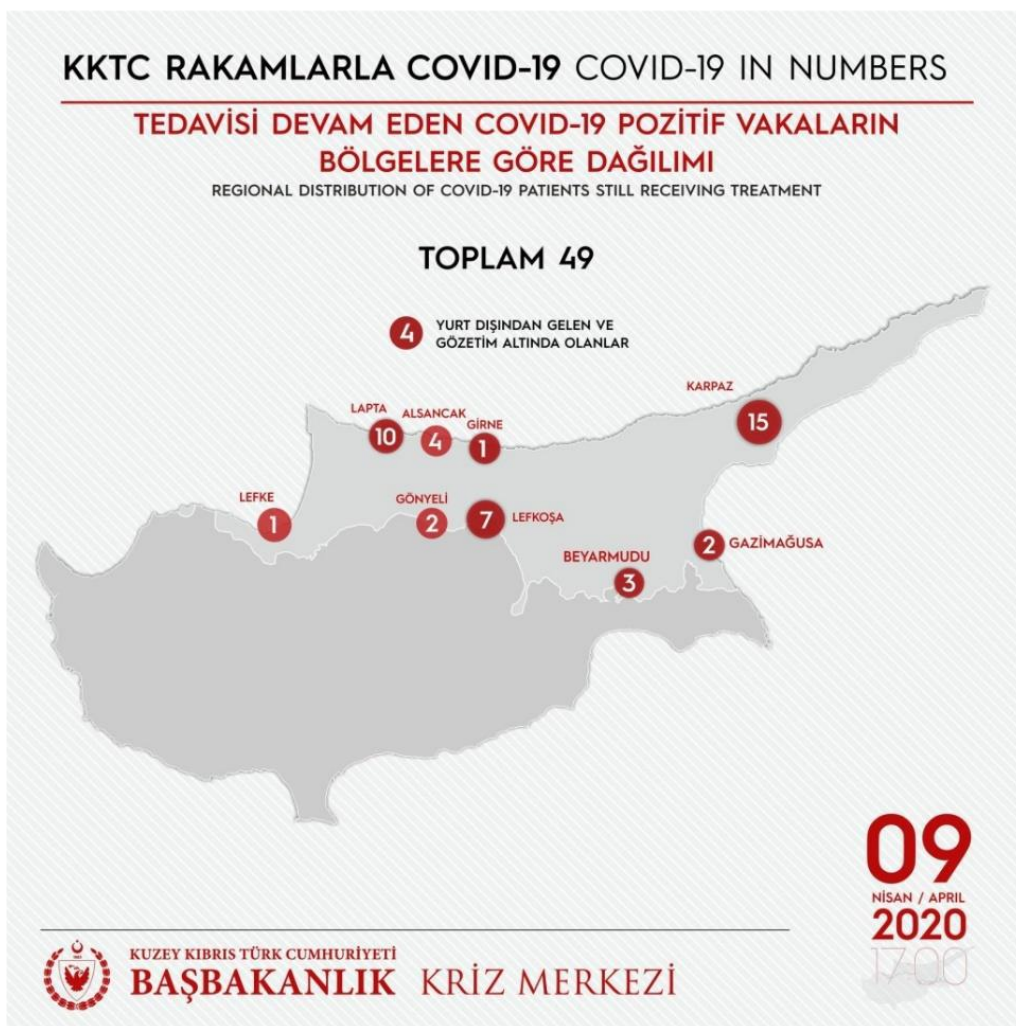 KKTC RAKAMLARLA COVID-19 COVID-19 IN NUMBERS
TEDAVİSİ DEVAM EDEN COVID-19 POZİTİF VAKALARIN
BÖLGELERE GÖRE DAĞILIMI
REGIONAL DISTRIBUTION OF COVID-19 PATIENTS STILL RECEIVING TREATMENT
TOPLAM 49
4
YURT DIŞINDAN GELEN VE
GÖZETİM ALTINDA OLANLAR
KARPAZ
15
LAPTA
10
ALSANCAK
4
GİRNE
1
LEFKE
1
GÖNYELİ
2
7
LEFKOŞA
BEYARMUDU
3
2
GAZİMAĞUSA
09
NİSAN / APRIL
2020
17:00
KUZEY KIBRIS TÜRK CUMHURİYETİ
BAŞBAKANLIK KRİZ MERKEZİ